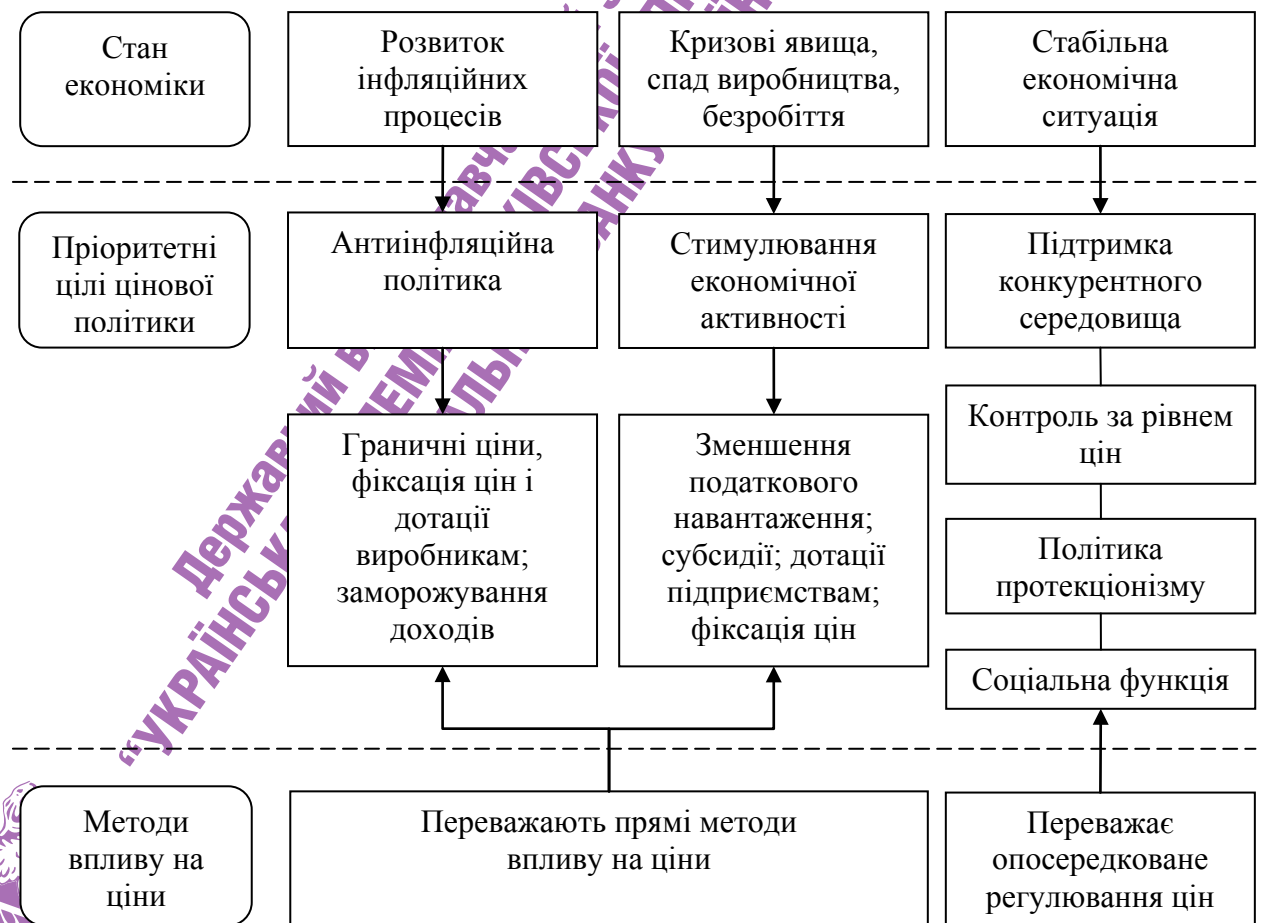 Стан
економіки
Розвиток
інфляційних
процесів
Кризові явища,
спад виробництва,
безробіття
Стабільна
економічна
ситуація
Пріоритетні
цілі цінової
політики
Антиінфляційна
політика
Стимулювання
економічної
активності
Підтримка
конкурентного
середовища
Граничні ціни,
фіксація цін і
дотації
виробникам;
заморожування
доходів
Зменшення
податкового
навантаження;
субсидії; дотації
підприємствам;
фіксація цін
Контроль за рівнем
цін
Політика
протекціонізму
Соціальна функція
Методи
впливу на
ціни
Переважають прямі методи
впливу на ціни
Переважає
опосередковане
регулювання цін